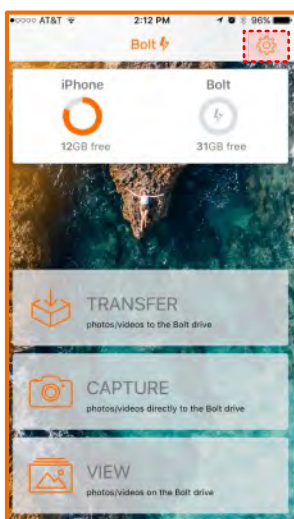 AT&T 2:12 PM 96%
Bolt
iPhone Bolt
12GB free 31GB free
TRANSFER
photos/videos to the Bolt drive
CAPTURE
photos/videos directly to the Bolt drive
VIEW
photos/videos on the Bolt drive